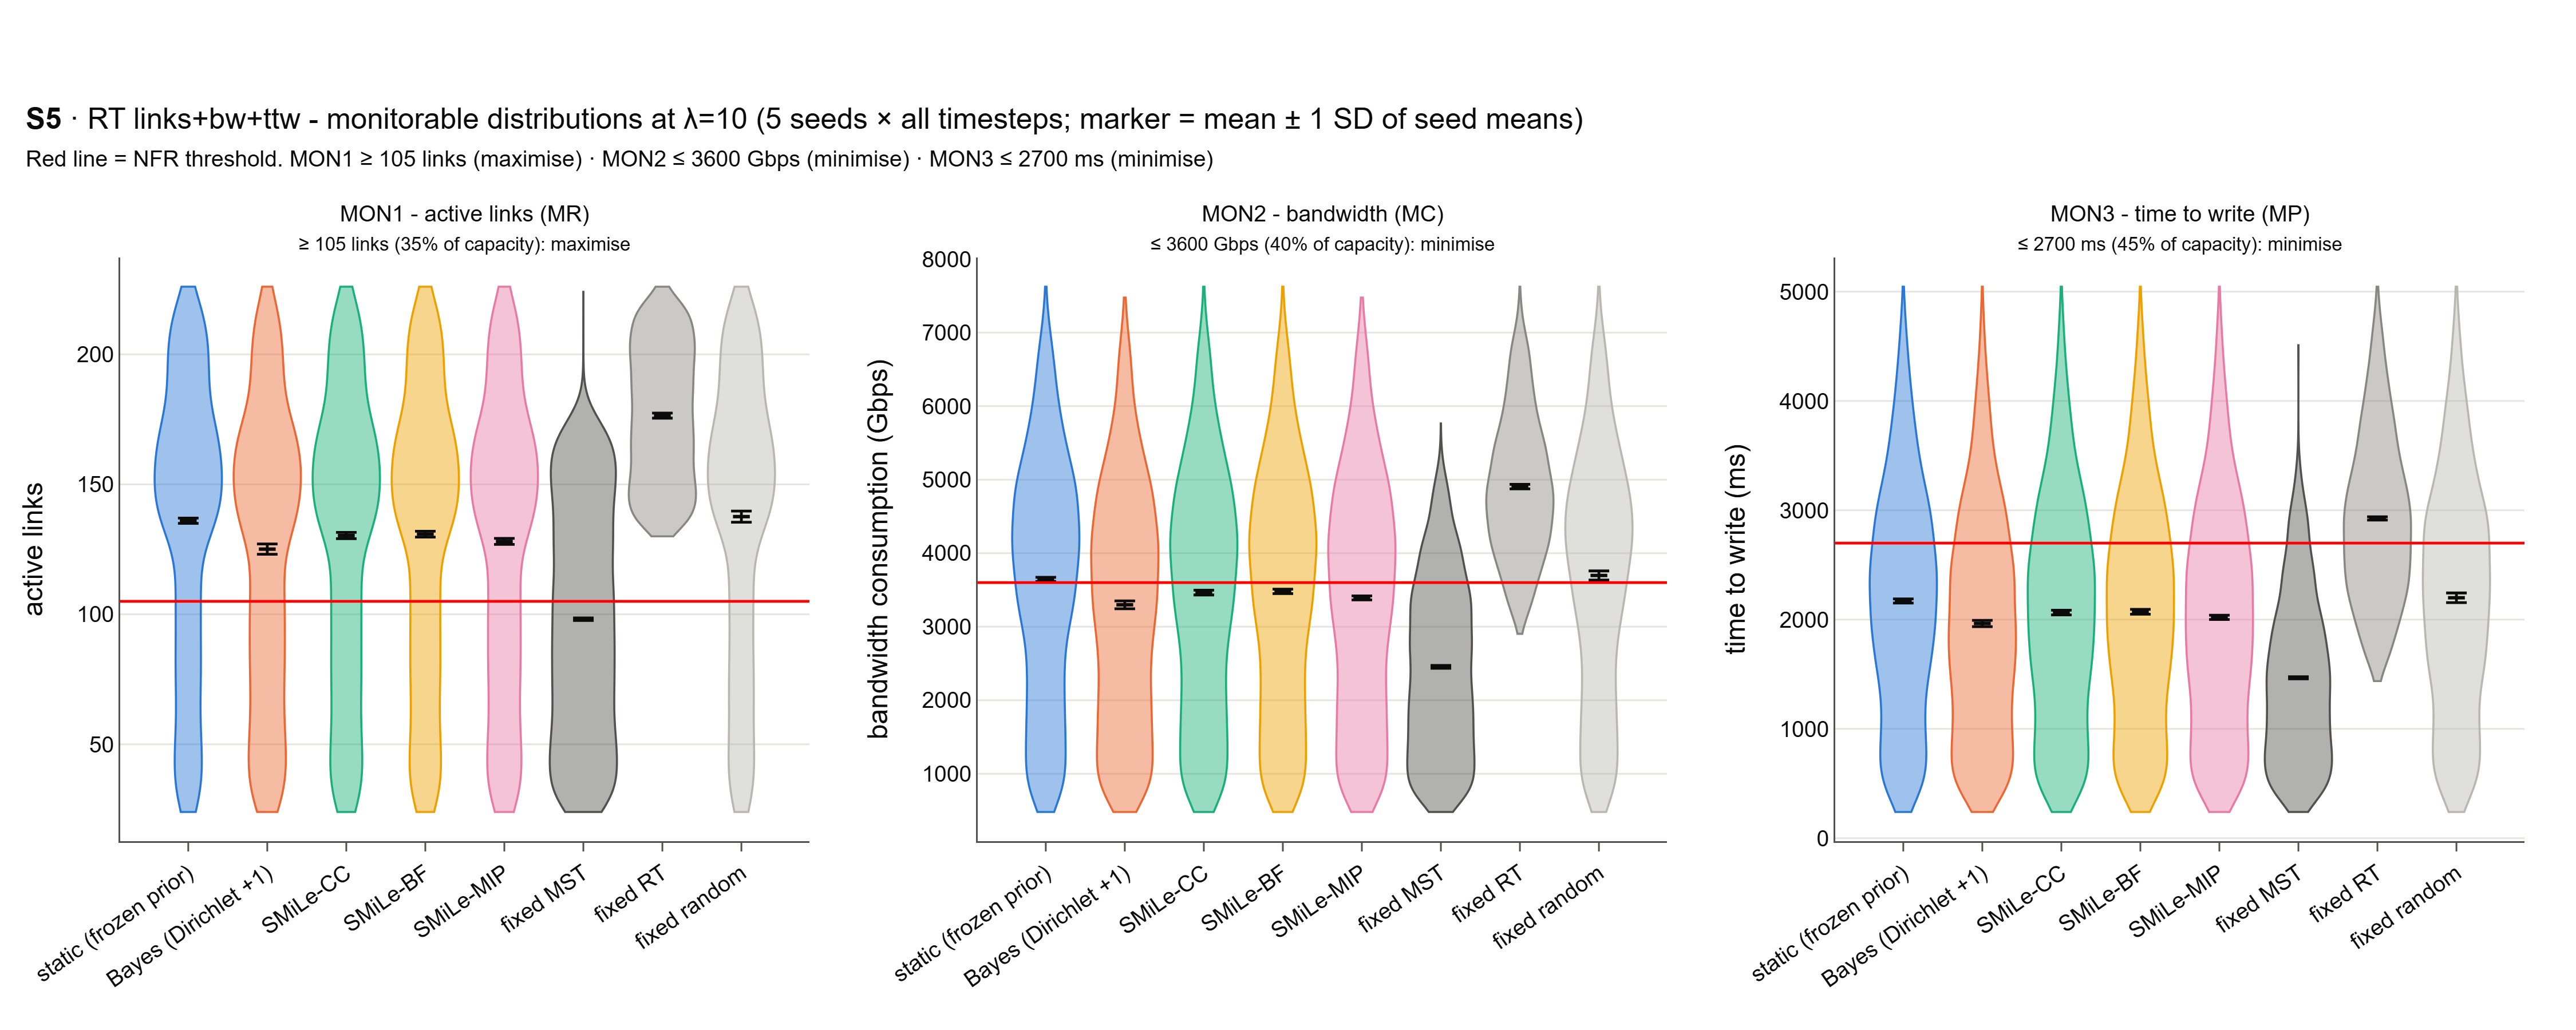 S5 · RT links+bw+ttw - monitorable distributions at λ=10 (5 seeds × all timesteps; marker = mean ± 1 SD of seed means)
Red line = NFR threshold. MON1 ≥ 105 links (maximise) · MON2 ≤ 3600 Gbps (minimise) · MON3 ≤ 2700 ms (minimise)
MON1 - active links (MR)
≥ 105 links (35% of capacity): maximise
active links
200
150
100
50
static (frozen prior)
Bayes (Dirichlet +1)
SMiLe-CC
SMiLe-BF
SMiLe-MIP
fixed MST
fixed RT
fixed random
MON2 - bandwidth (MC)
≤ 3600 Gbps (40% of capacity): minimise
bandwidth consumption (Gbps)
8000
7000
6000
5000
4000
3000
2000
1000
static (frozen prior)
Bayes (Dirichlet +1)
SMiLe-CC
SMiLe-BF
SMiLe-MIP
fixed MST
fixed RT
fixed random
MON3 - time to write (MP)
≤ 2700 ms (45% of capacity): minimise
time to write (ms)
5000
4000
3000
2000
1000
0
static (frozen prior)
Bayes (Dirichlet +1)
SMiLe-CC
SMiLe-BF
SMiLe-MIP
fixed MST
fixed RT
fixed random